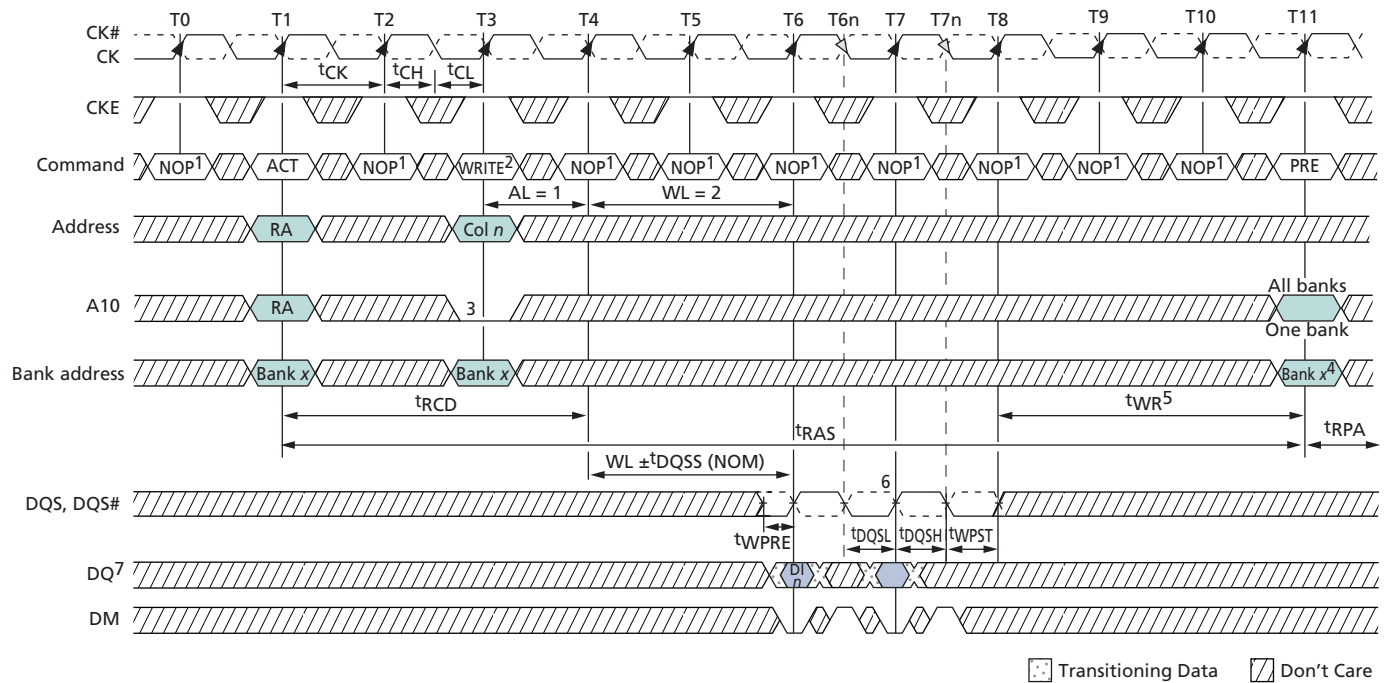 T0 T1 T2 T3 T4 T5 T6 T6n T7 T7n T8 T9 T10 T11
CK#
CK
tCK tCH tCL
CKE
Command NOP1 ACT NOP1 WRITE2 NOP1 NOP1 NOP1 NOP1 NOP1 NOP1 NOP1 PRE
AL = 1 WL = 2
Address RA Col n
All banks
A10 RA 3
One bank
Bank address Bank x Bank x Bank x4
tRCD tWR5
tRAS tRPA
WL ±tDQSS (NOM)
6
DQS, DQS#
tWPRE tDQSL tDQSH tWPST
DQ7 DI
n
DM
Transitioning Data Don't Care